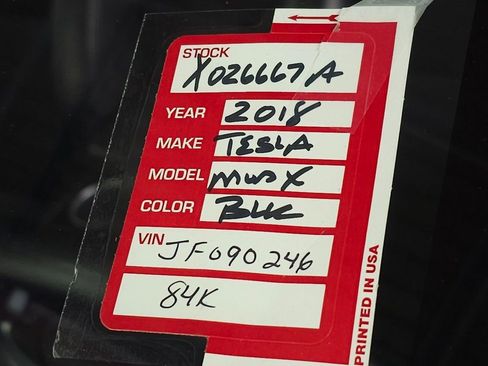 STOCK
X026667A
YEAR 2018
MAKE TESLA
MODEL MOD X
COLOR BLK
VIN JF090246
84K
PRINTED IN USA